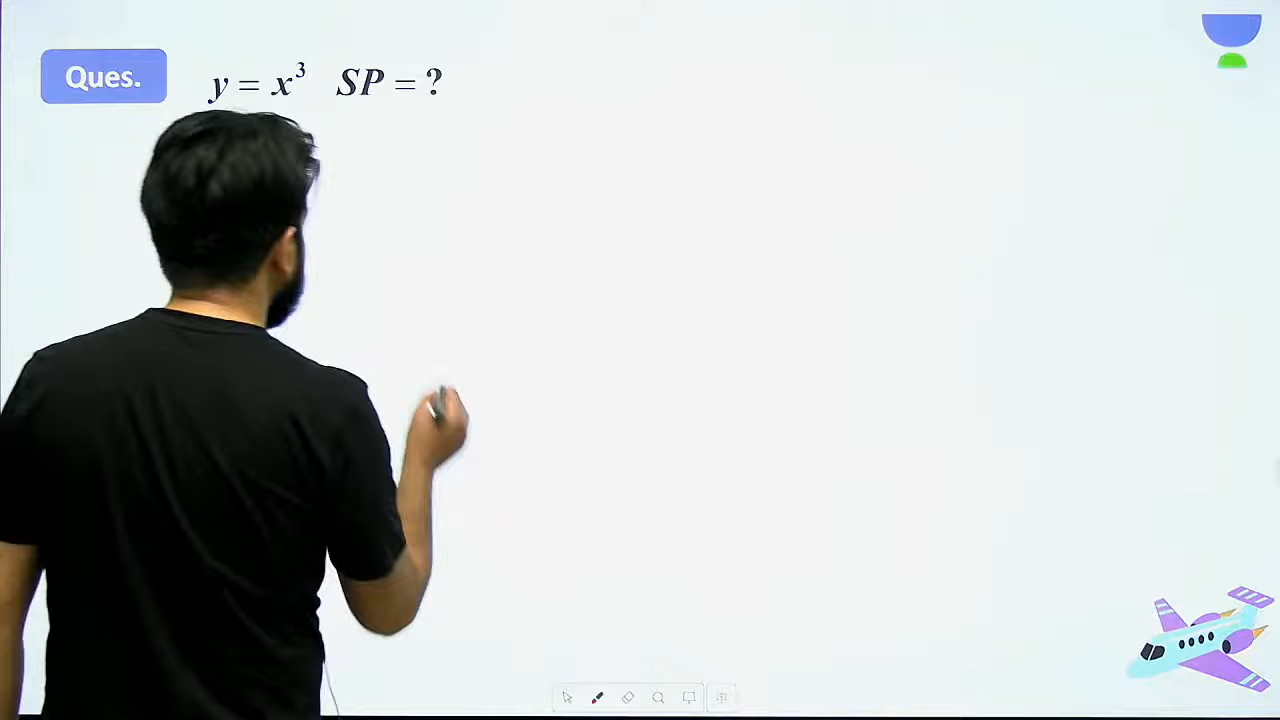 Ques. y = x³ SP = ?